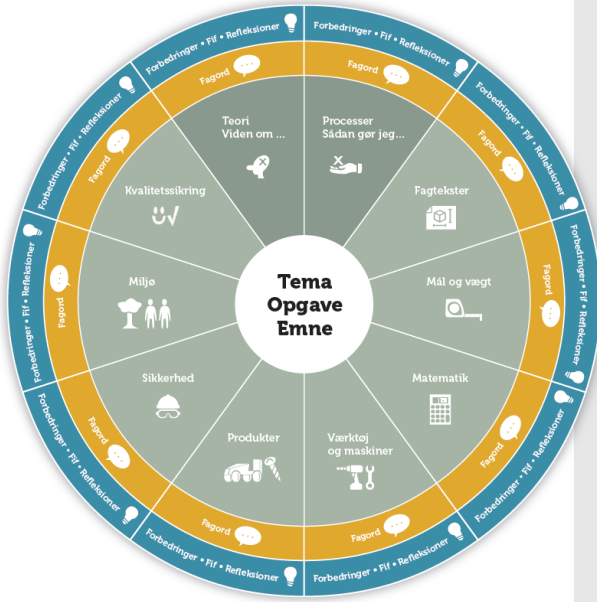 Tema
Opgave
Emne
Teori
Viden om ...
Processer
Sådan gør jeg...
Fagtekster
Mål og vægt
Matematik
Værktøj
og maskiner
Produkter
Sikkerhed
Miljø
Kvalitetssikring
Fagord
Fagord
Fagord
Fagord
Fagord
Fagord
Fagord
Fagord
Fagord
Fagord
Forbedringer • Fif • Refleksioner
Forbedringer • Fif • Refleksioner
Forbedringer • Fif • Refleksioner
Forbedringer • Fif • Refleksioner
Forbedringer • Fif • Refleksioner
Forbedringer • Fif • Refleksioner
Forbedringer • Fif • Refleksioner
Forbedringer • Fif • Refleksioner
Forbedringer • Fif • Refleksioner
Forbedringer • Fif • Refleksioner